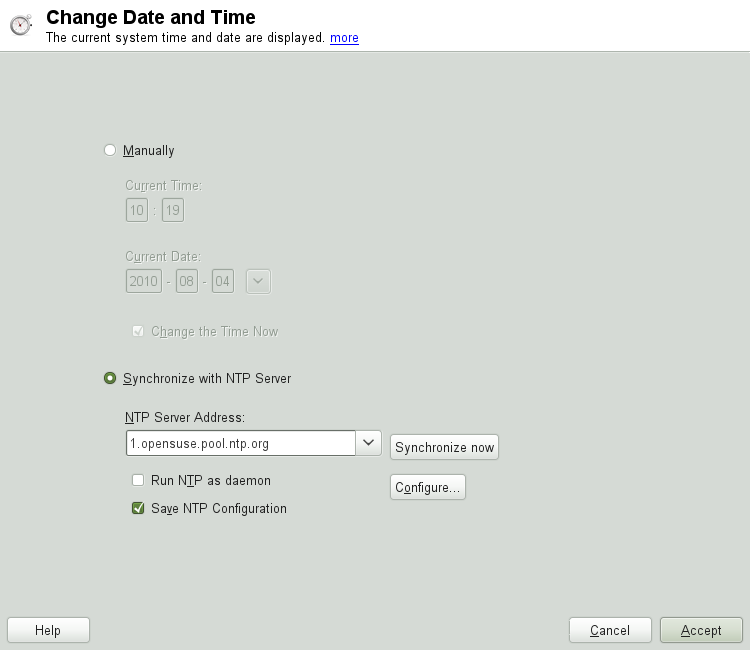 Change Date and Time
The current system time and date are displayed. more
Manually
Current Time:
10 : 19
Current Date:
2010 - 08 - 04
Change the Time Now
Synchronize with NTP Server
NTP Server Address:
1.opensuse.pool.ntp.org
Synchronize now
Run NTP as daemon
Configure...
Save NTP Configuration
Help
Cancel
Accept